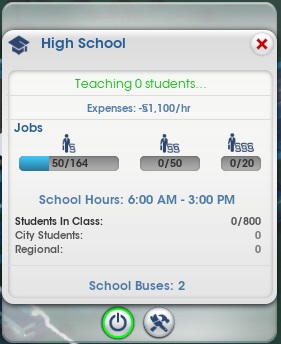 High School
Teaching 0 students...
Expenses: -§1,100/hr
Jobs
§ §§ §§§
50/164 0/50 0/20
School Hours: 6:00 AM - 3:00 PM
Students In Class: 0/800
City Students: 0
Regional: 0
School Buses: 2